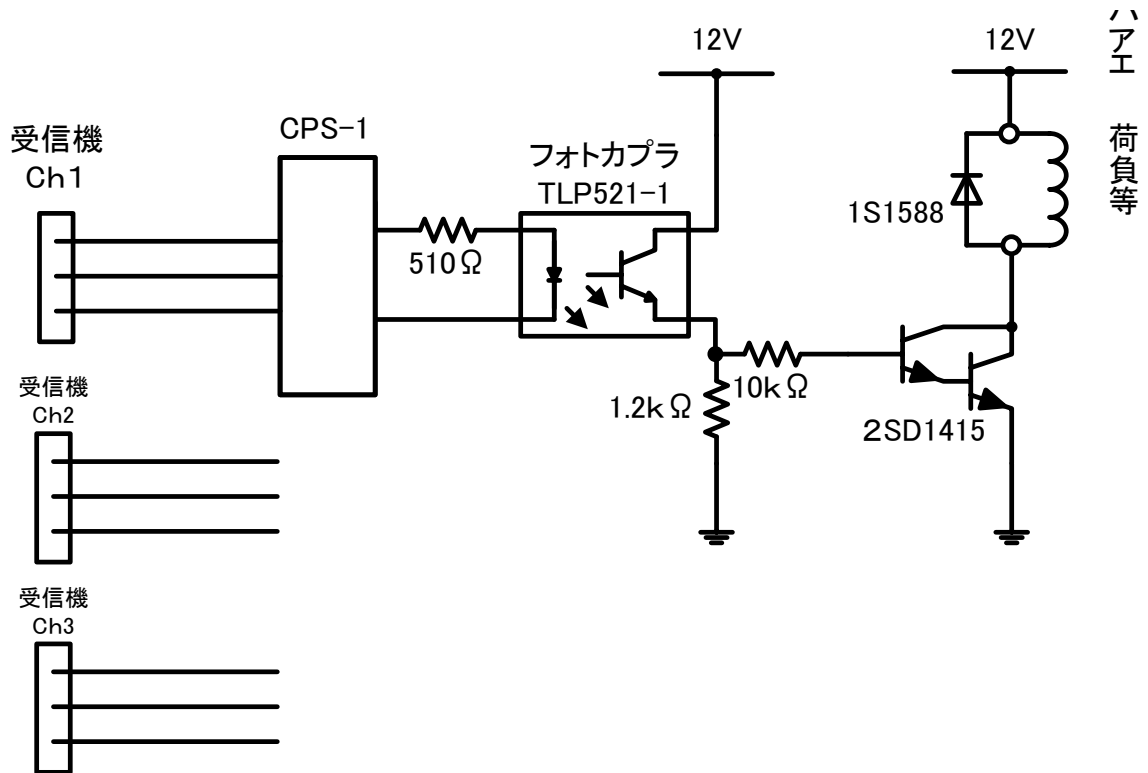 受信機
Ch1
CPS-1
510Ω
フォトカプラ
TLP521-1
12V
1.2kΩ
10kΩ
12V
1S1588
2SD1415
荷負等
受信機
Ch2
受信機
Ch3